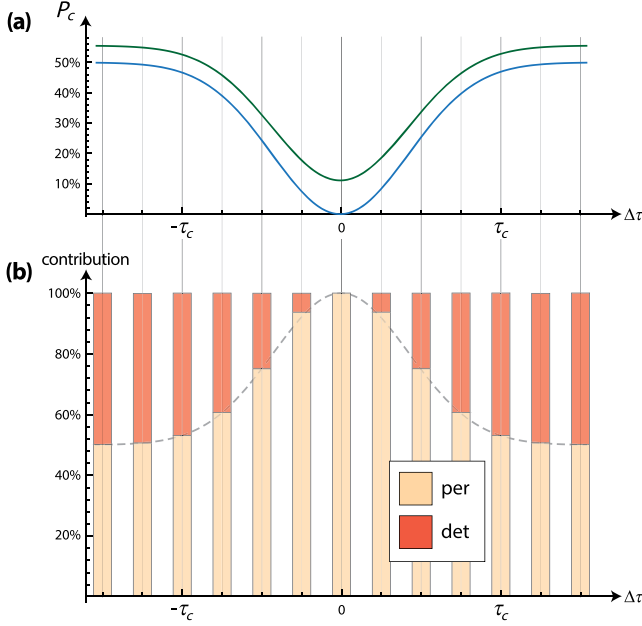 (a)
P_c
50%
40%
30%
20%
10%
-τ_c
0
τ_c
Δτ
(b)
contribution
100%
80%
60%
40%
20%
per
det
-τ_c
0
τ_c
Δτ